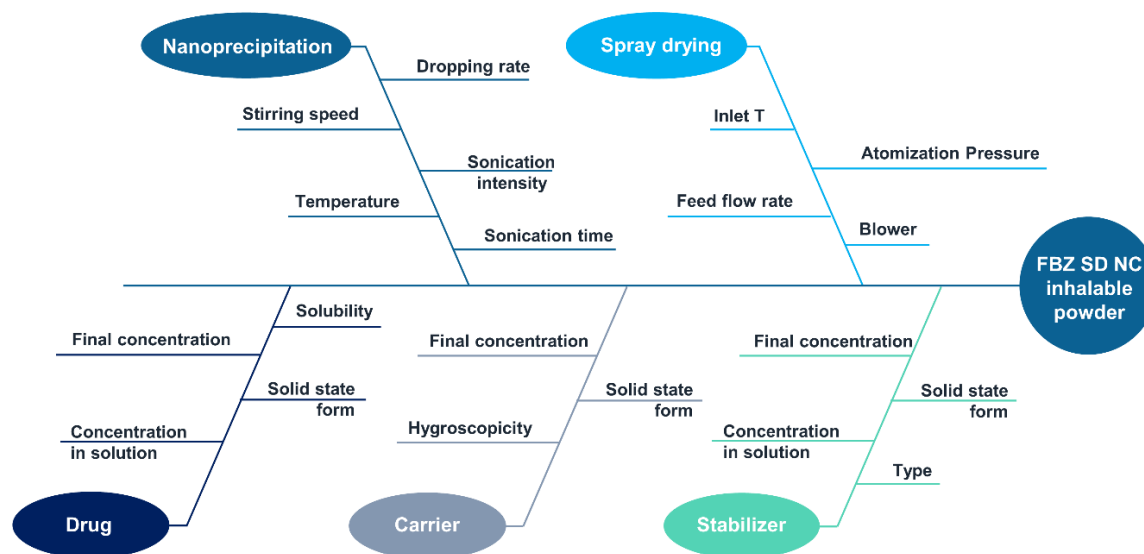 Nanoprecipitation
Dropping rate
Stirring speed
Sonication
intensity
Temperature
Sonication time
Spray drying
Inlet T
Atomization Pressure
Feed flow rate
Blower
FBZ SD NC
inhalable
powder
Solubility
Final concentration
Solid state
form
Concentration
in solution
Drug
Final concentration
Solid state
form
Hygroscopicity
Carrier
Final concentration
Solid state
form
Concentration
in solution
Type
Stabilizer